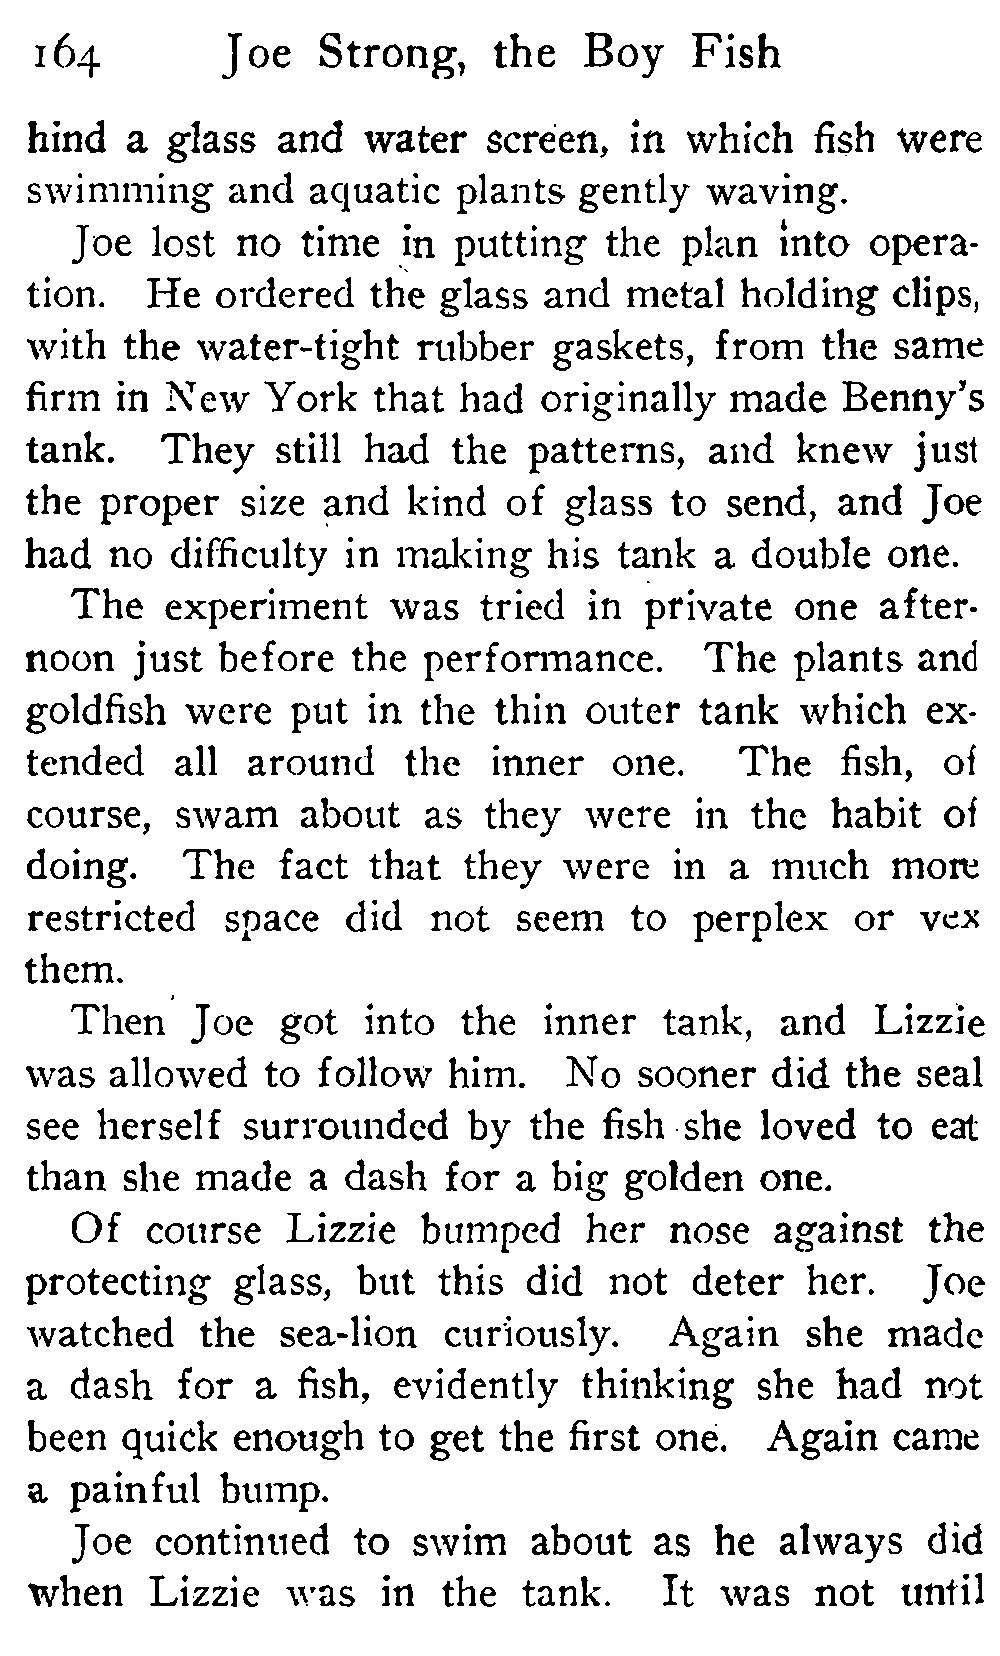 164 Joe Strong, the Boy Fish
hind a glass and water screen, in which fish were
swimming and aquatic plants gently waving.
Joe lost no time in putting the plan into opera-
tion. He ordered the glass and metal holding clips,
with the water-tight rubber gaskets, from the same
firm in New York that had originally made Benny's
tank. They still had the patterns, and knew just
the proper size and kind of glass to send, and Joe
had no difficulty in making his tank a double one.
The experiment was tried in private one after-
noon just before the performance. The plants and
goldfish were put in the thin outer tank which ex-
tended all around the inner one. The fish, of
course, swam about as they were in the habit of
doing. The fact that they were in a much more
restricted space did not seem to perplex or vex
them.
Then Joe got into the inner tank, and Lizzie
was allowed to follow him. No sooner did the seal
see herself surrounded by the fish she loved to eat
than she made a dash for a big golden one.
Of course Lizzie bumped her nose against the
protecting glass, but this did not deter her. Joe
watched the sea-lion curiously. Again she made
a dash for a fish, evidently thinking she had not
been quick enough to get the first one. Again came
a painful bump.
Joe continued to swim about as he always did
when Lizzie was in the tank. It was not until